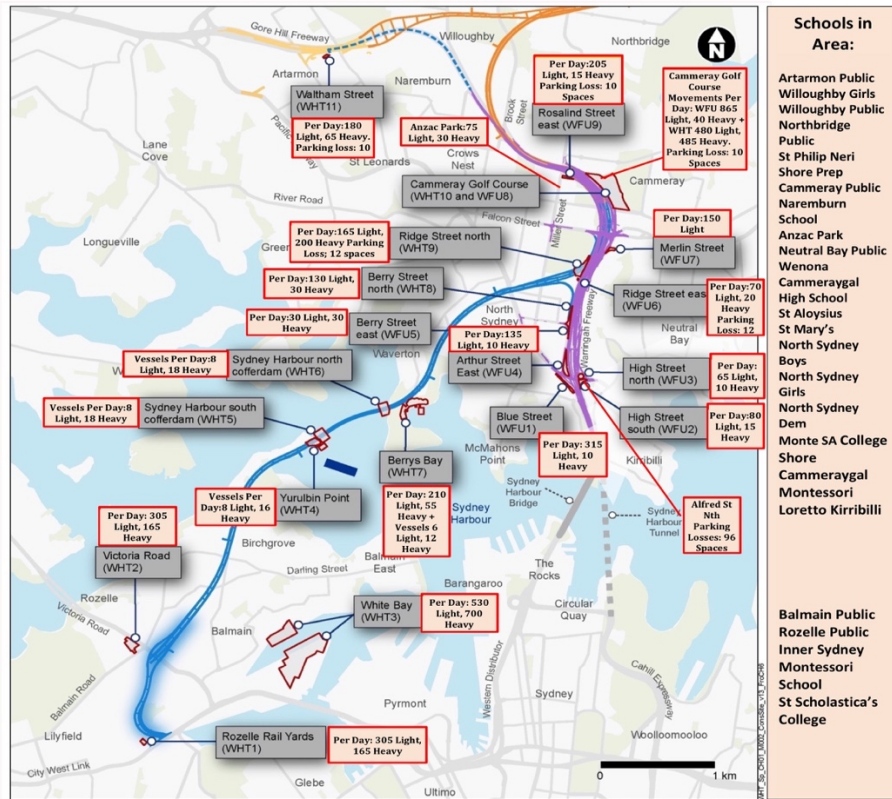 Gore Hill Freeway
Willoughby
Northbridge
N
Artarmon
Naremburn
Waltham Street
(WHT11)
Per Day:180
Light, 65 Heavy.
Parking loss: 10
Pacific
St Leonards
Lane
Cove
Brook
Street
Per Day:205
Light, 15 Heavy
Parking Loss: 10
Spaces
Rosalind Street
east (WFU9)
Cammeray Golf
Course
Movements Per
Day: WFU 865
Light, 40 Heavy +
WHT 480 Light,
485 Heavy.
Parking Loss: 10
Spaces
Anzac Park:75
Light, 30 Heavy
Crows
Nest
Cammeray Golf Course
(WHT10 and WFU8)
Cammeray
River Road
Falcon Street
Miller Street
Longueville
Per Day:165 Light,
200 Heavy Parking
Loss; 12 spaces
Ridge Street north
(WHT9)
Per Day:150
Light
Merlin Street
(WFU7)
Per Day:130 Light,
30 Heavy
Berry Street
north (WHT8)
Ridge Street eas
(WFU6)
Per Day:70
Light, 20
Heavy
Parking
Loss: 12
Per Day:30 Light, 30
Heavy
Berry Street
east (WFU5)
North
Sydney
Warringah Freeway
Neutral
Bay
Waverton
Per Day:135
Light, 10 Heavy
Arthur Street
East (WFU4)
Vessels Per Day:8
Light, 18 Heavy
Sydney Harbour north
cofferdam (WHT6)
High Street
north (WFU3)
Per Day:
65 Light,
10 Heavy
Vessels Per Day:8
Light, 18 Heavy
Sydney Harbour south
cofferdam (WHT5)
Blue Street
(WFU1)
High Street
south (WFU2)
Per Day:80
Light, 15
Heavy
McMahons
Point
Per Day: 315
Light, 10
Heavy
Kirribilli
Berrys Bay
(WHT7)
Per Day: 210
Light, 55
Heavy +
Vessels 6
Light, 12
Heavy
Sydney
Harbour
Bridge
Sydney
Harbour
Sydney
Harbour
Tunnel
Vessels Per
Day:8 Light, 16
Heavy
Yurulbin Point
(WHT4)
Alfred St
Nth
Parking
Losses: 96
Spaces
Per Day: 305
Light, 165
Heavy
Victoria Road
(WHT2)
Birchgrove
Balmain
East
Darling Street
The
Rocks
Barangaroo
Rozelle
Victoria Road
White Bay
(WHT3)
Per Day: 530
Light, 700
Heavy
Circular
Quay
Balmain
Western Distributor
Cahill Expressway
Balmain Road
Pyrmont
Sydney
Lilyfield
Rozelle Rail Yards
(WHT1)
Per Day: 305 Light,
165 Heavy
Woolloomooloo
City West Link
Glebe
Ultimo
0
1 km
Schools in
Area:
Artarmon Public
Willoughby Girls
Willoughby Public
Northbridge
Public
St Philip Neri
Shore Prep
Cammeray Public
Naremburn
School
Anzac Park
Neutral Bay Public
Wenona
Cammeraygal
High School
St Aloysius
St Mary's
North Sydney
Boys
North Sydney
Girls
North Sydney
Dem
Monte SA College
Shore
Cammeraygal
Montessori
Loretto Kirribilli
Balmain Public
Rozelle Public
Inner Sydney
Montessori
School
St Scholastica's
College